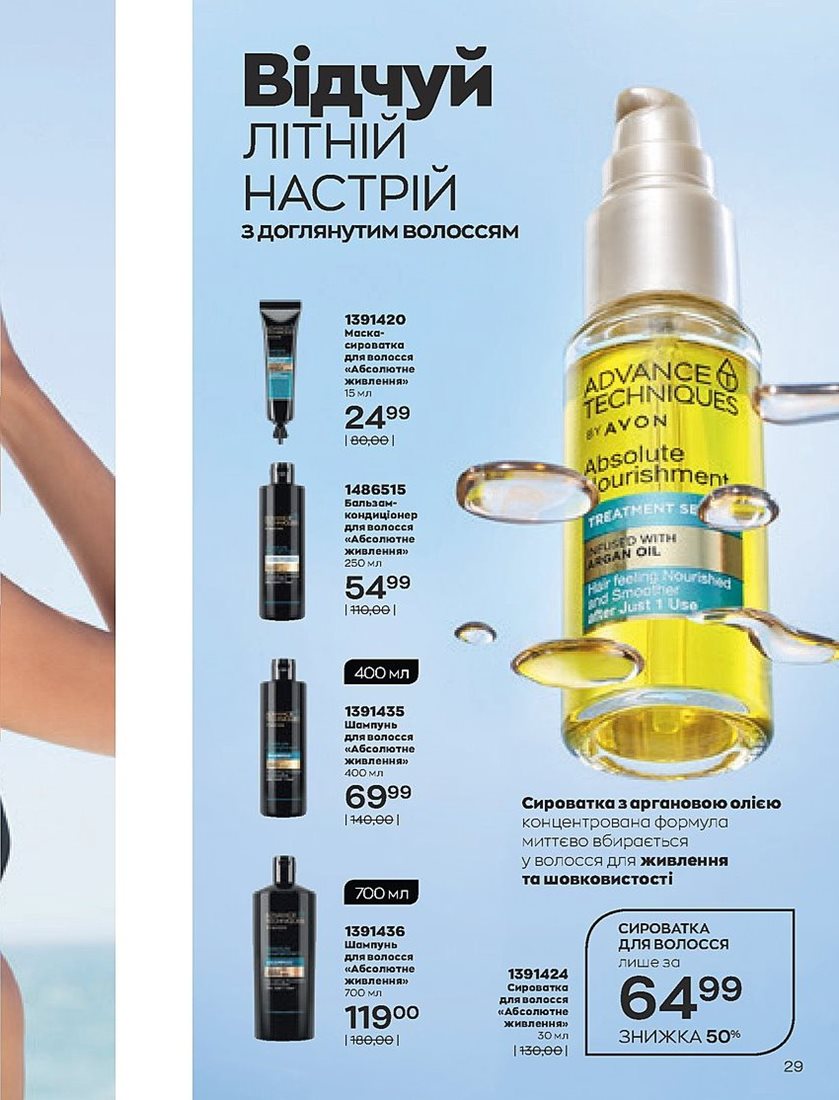 Відчуй
ЛІТНІЙ
НАСТРІЙ
з доглянутим волоссям
1391420
Маска-
сироватка
для волосся
«Абсолютне
живлення»
15 мл
24⁹⁹
|80,00|
1486515
Бальзам-
кондиціонер
для волосся
«Абсолютне
живлення»
250 мл
54⁹⁹
|110,00|
400 мл
1391435
Шампунь
для волосся
«Абсолютне
живлення»
400 мл
69⁹⁹
|140,00|
700 мл
1391436
Шампунь
для волосся
«Абсолютне
живлення»
700 мл
119⁰⁰
|180,00|
ADVANCE
TECHNIQUES
BY AVON
Absolute
Nourishment
TREATMENT SE
INFUSED WITH
ARGAN OIL
Hair feeling Nourished
and Smoother
after Just 1 Use
Сироватка з аргановою олією
концентрована формула
миттєво вбирається
у волосся для живлення
та шовковистості
1391424
Сироватка
для волосся
«Абсолютне
живлення»
30 мл
|130,00|
СИРОВАТКА
ДЛЯ ВОЛОССЯ
лише за
64⁹⁹
ЗНИЖКА 50%
29